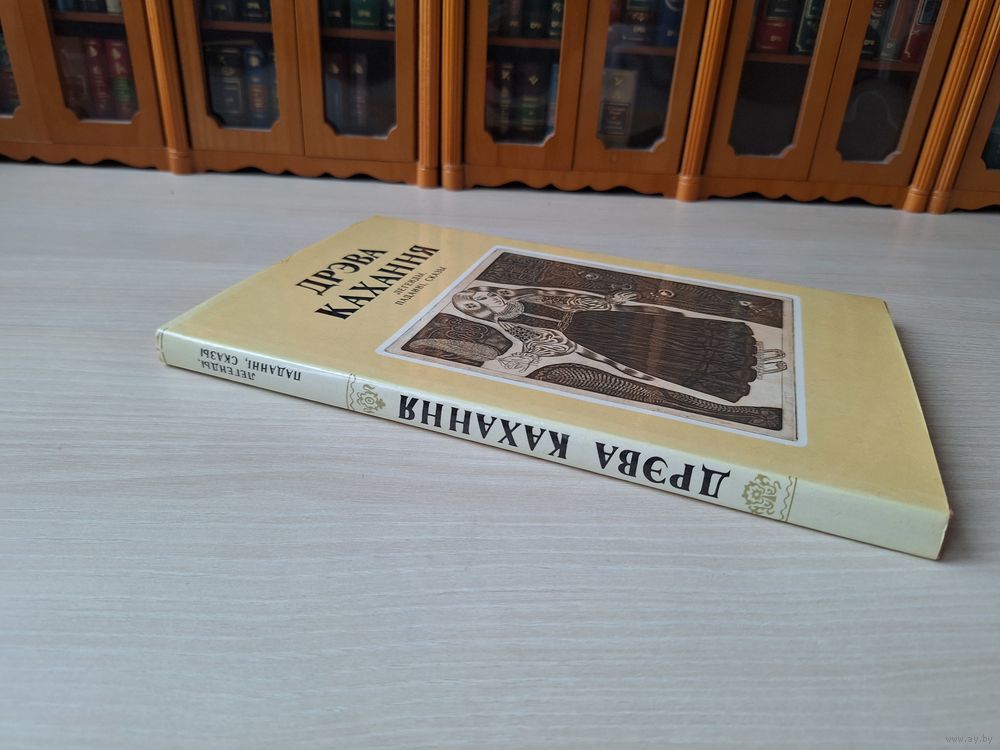 ДРЭВА
КАХАННЯ
ЛЕГЕНДЫ,
ПАДАННІ, СКАЗЫ
ДРЭВА КАХАННЯ
ЛЕГЕНДЫ,
ПАДАННІ, СКАЗЫ
www.ay.by